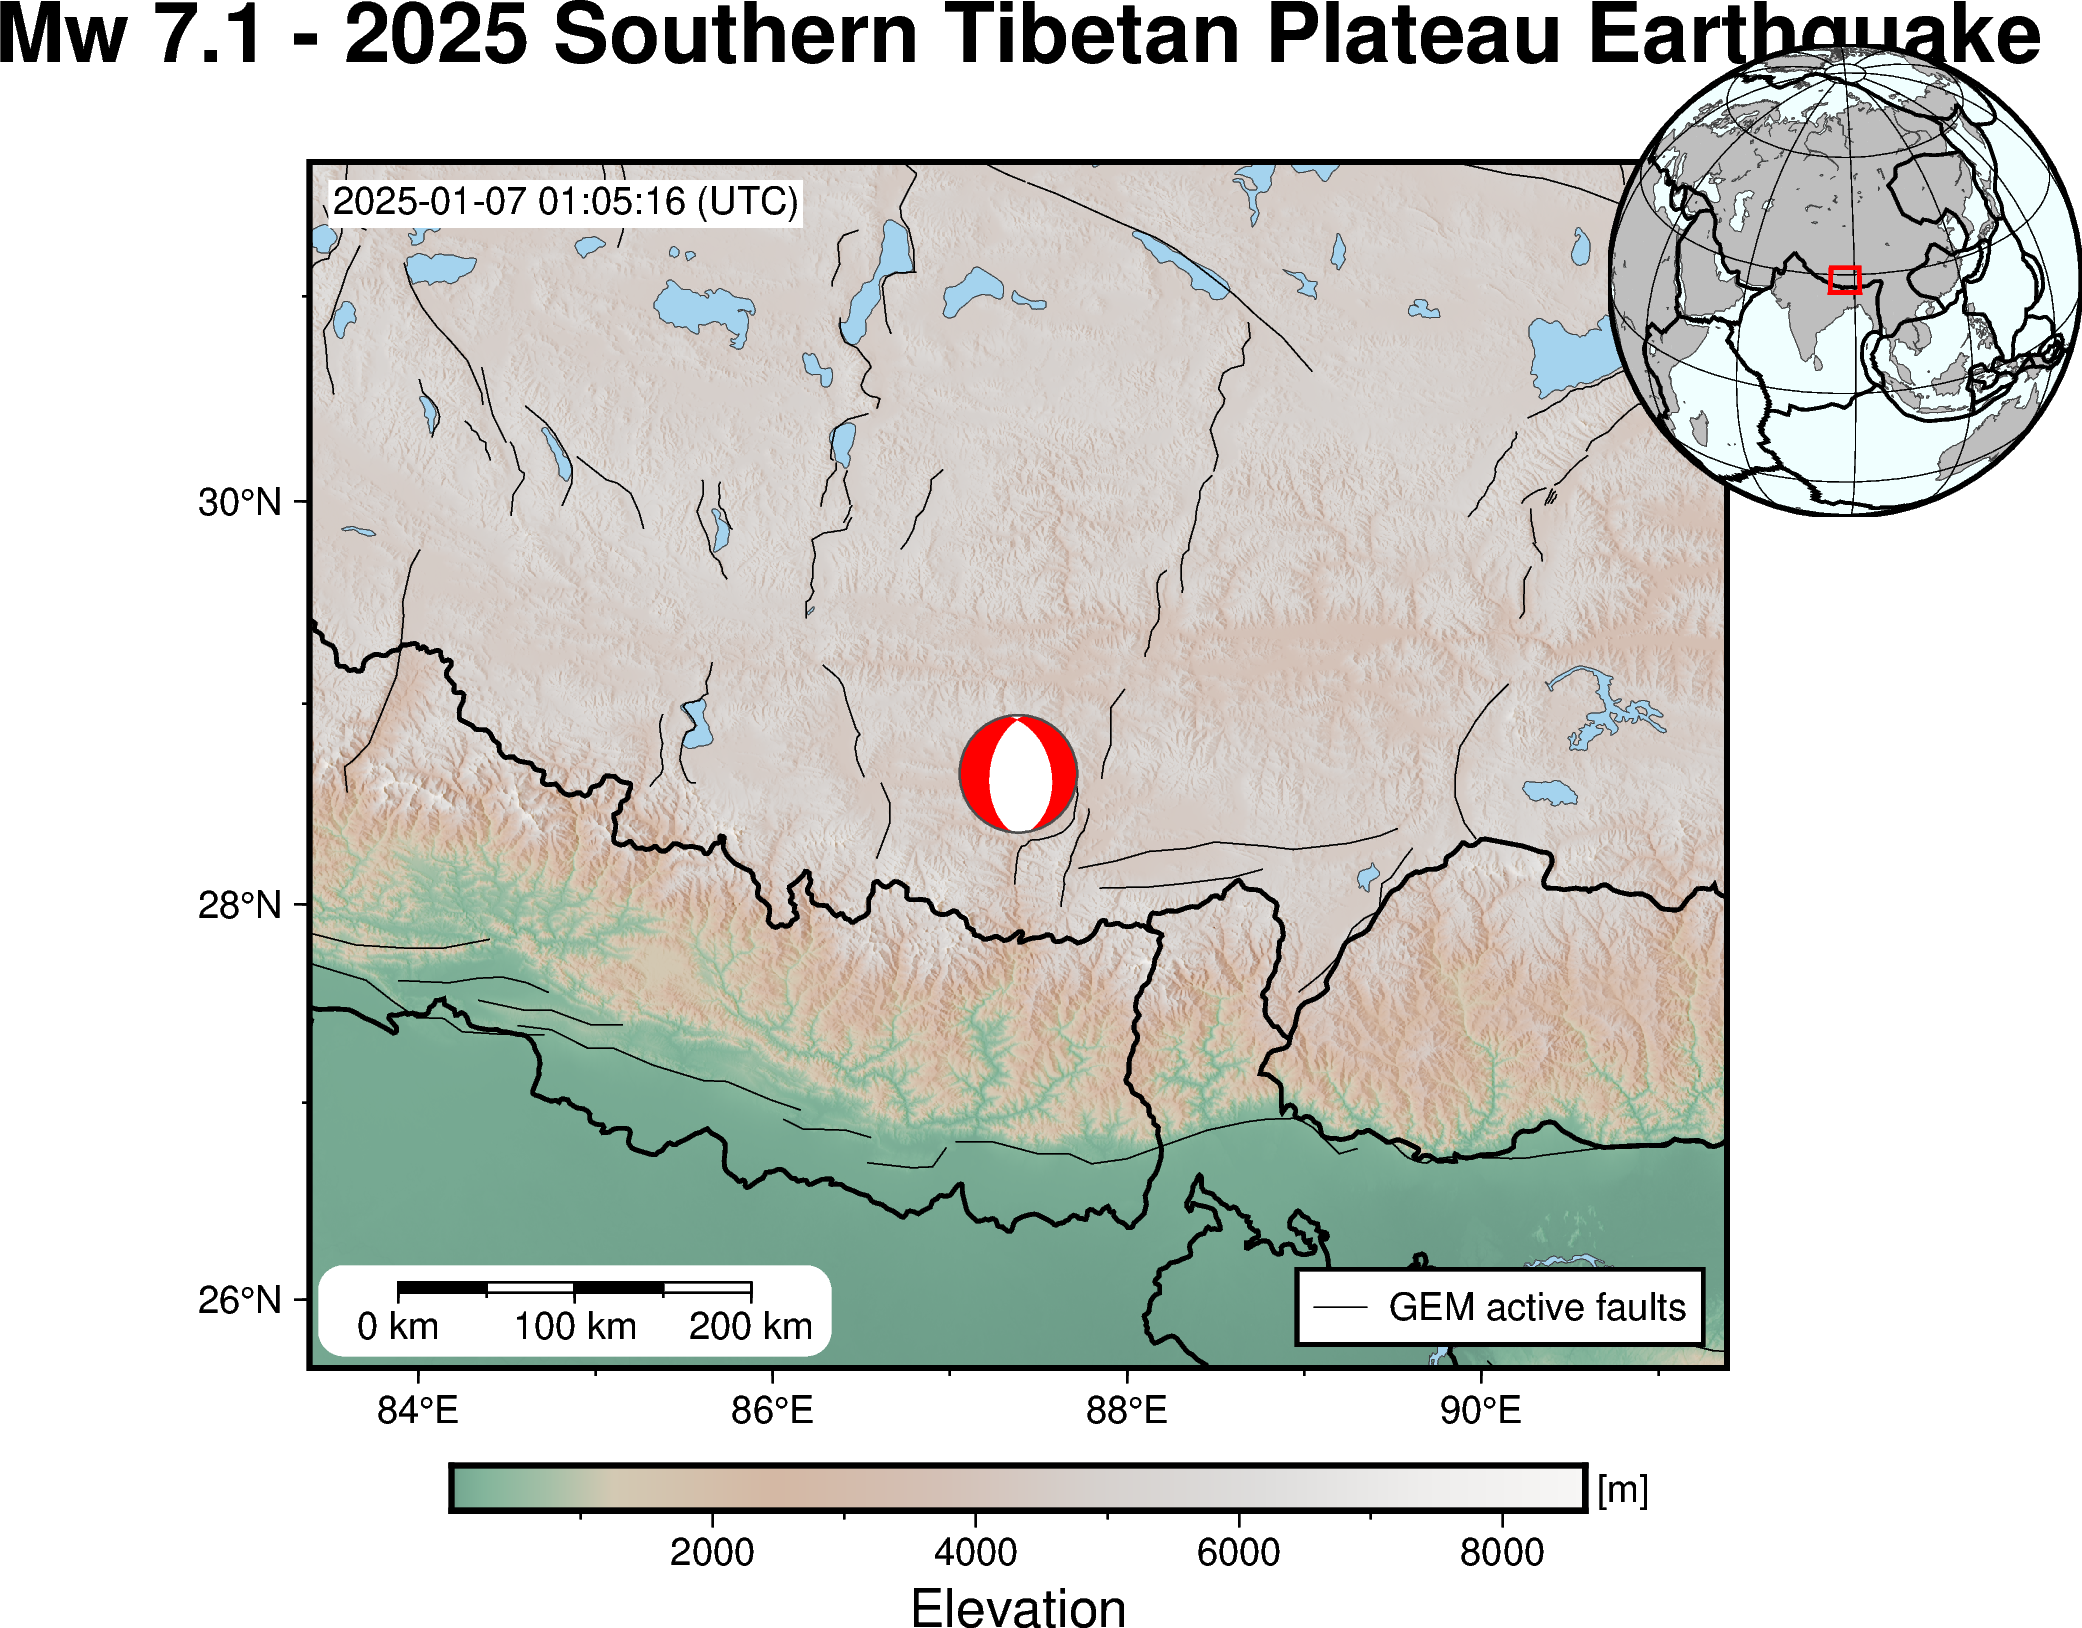 Mw 7.1 - 2025 Southern Tibetan Plateau Earthquake
2025-01-07 01:05:16 (UTC)
30°N
28°N
26°N
0 km 100 km 200 km
GEM active faults
84°E 86°E 88°E 90°E
[m]
2000 4000 6000 8000
Elevation